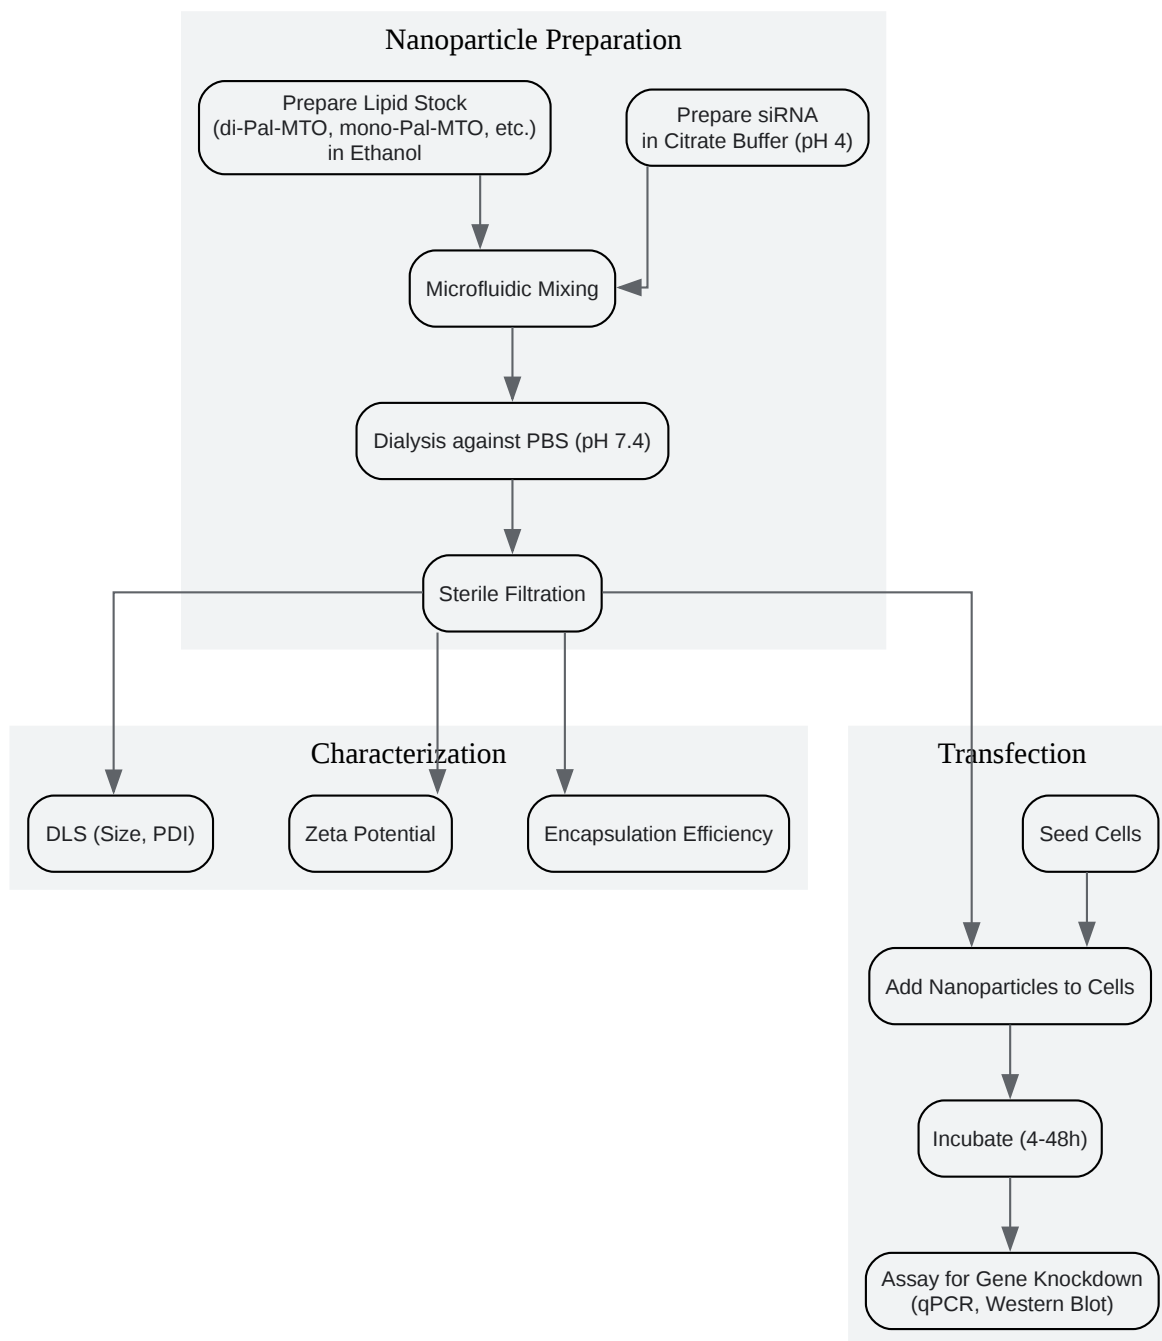 Nanoparticle Preparation
Prepare Lipid Stock
(di-Pal-MTO, mono-Pal-MTO, etc.)
in Ethanol
Prepare siRNA
in Citrate Buffer (pH 4)
Microfluidic Mixing
Dialysis against PBS (pH 7.4)
Sterile Filtration
Characterization
DLS (Size, PDI)
Zeta Potential
Encapsulation Efficiency
Transfection
Seed Cells
Add Nanoparticles to Cells
Incubate (4-48h)
Assay for Gene Knockdown
(qPCR, Western Blot)